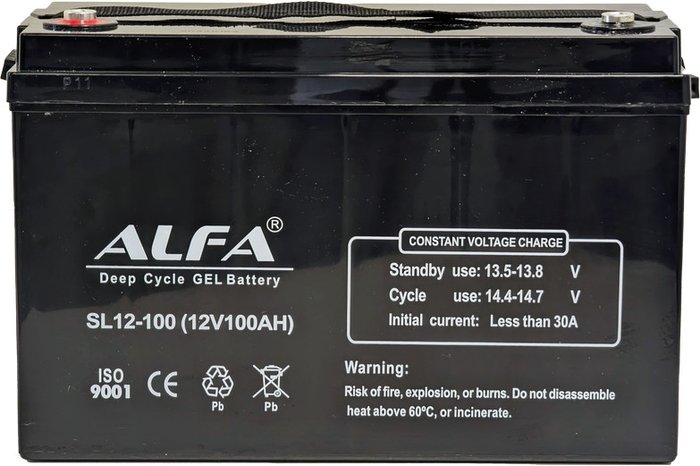 P11
ALFA®
Deep Cycle GEL Battery
SL12-100 (12V100AH)
ISO
9001
CE
Pb
Pb
CONSTANT VOLTAGE CHARGE
Standby use: 13.5-13.8 V
Cycle use: 14.4-14.7 V
Initial current: Less than 30A
Warning:
Risk of fire, explosion, or burns. Do not disassemble
heat above 60ºC, or incinerate.